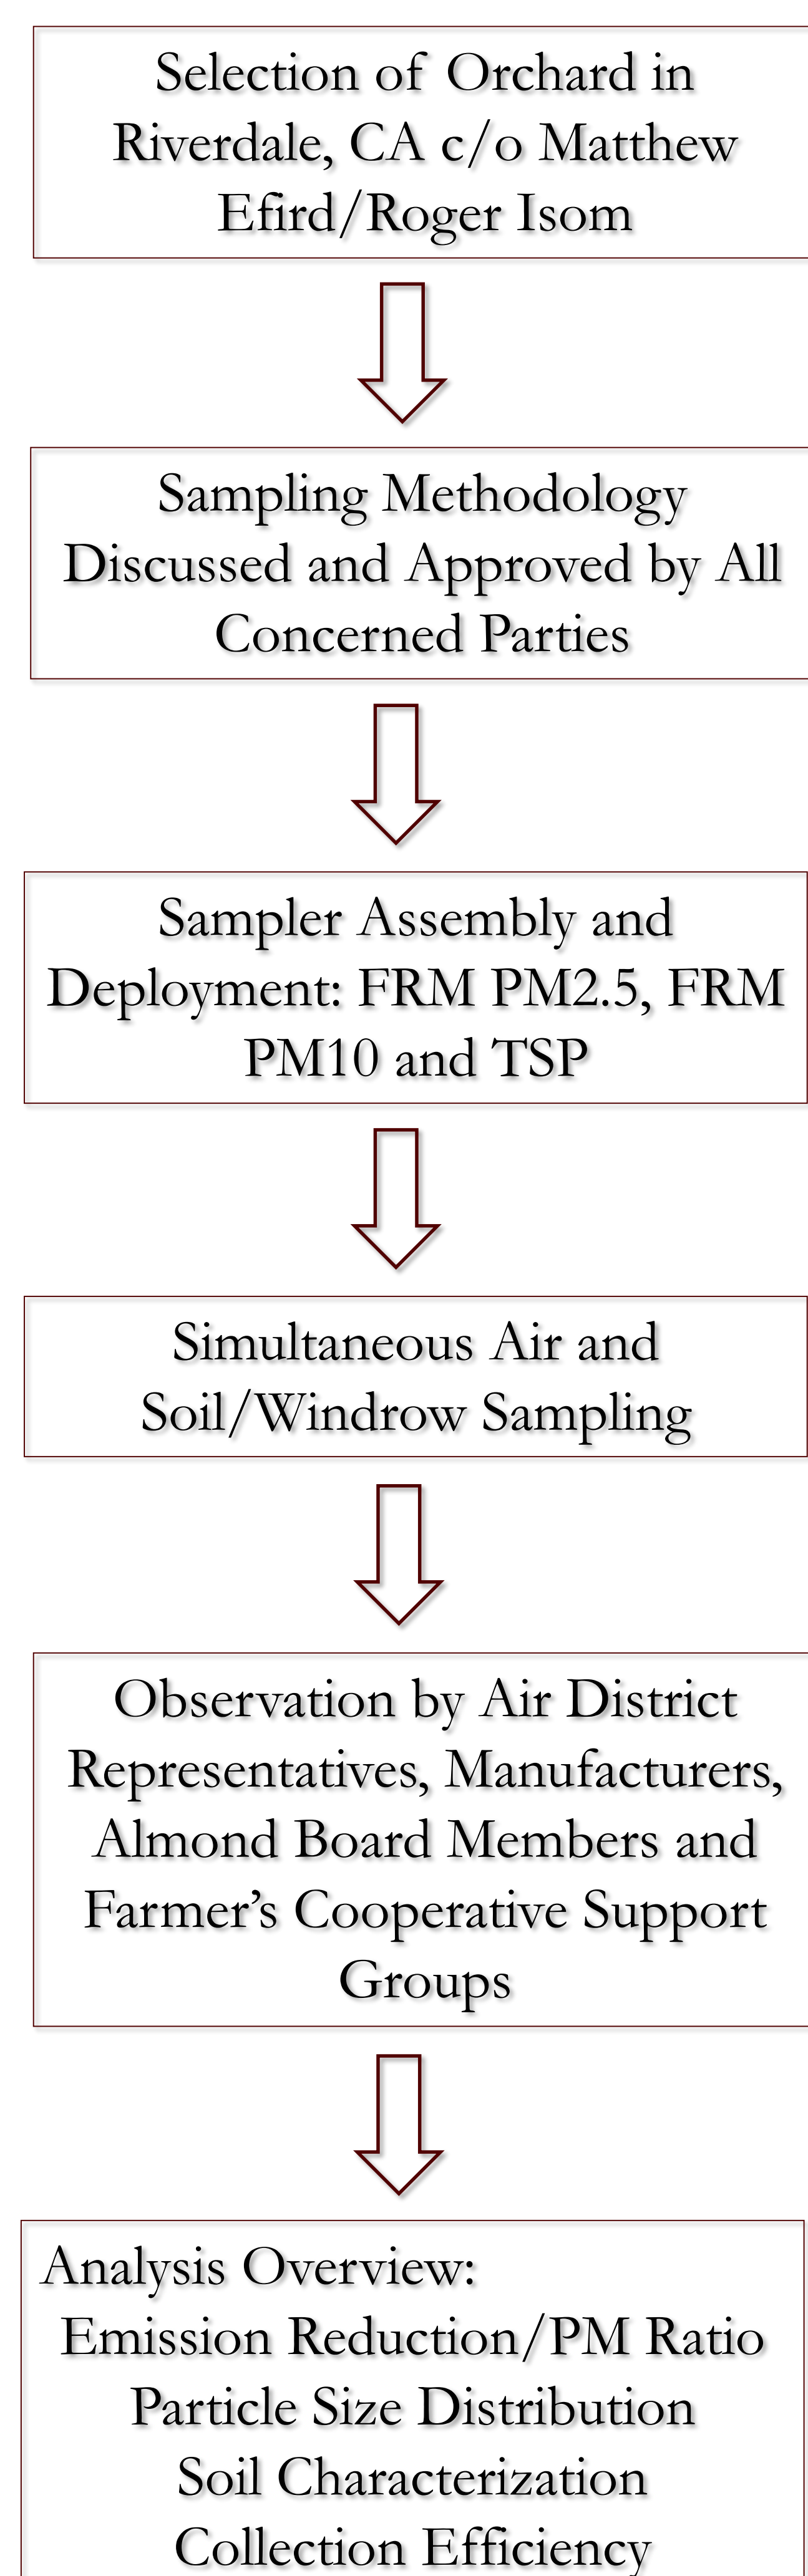 Selection of Orchard in
Riverdale, CA c/o Matthew
Efird/Roger Isom
Sampling Methodology
Discussed and Approved by All
Concerned Parties
Sampler Assembly and
Deployment: FRM PM2.5, FRM
PM10 and TSP
Simultaneous Air and
Soil/Windrow Sampling
Observation by Air District
Representatives, Manufacturers,
Almond Board Members and
Farmer’s Cooperative Support
Groups
Analysis Overview:
Emission Reduction/PM Ratio
Particle Size Distribution
Soil Characterization
Collection Efficiency